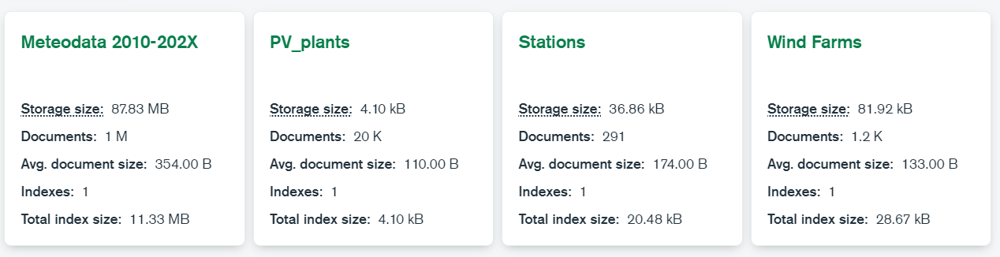 Meteodata 2010-202X
Storage size: 87.83 MB
Documents: 1 M
Avg. document size: 354.00 B
Indexes: 1
Total index size: 11.33 MB
PV_plants
Storage size: 4.10 kB
Documents: 20 K
Avg. document size: 110.00 B
Indexes: 1
Total index size: 4.10 kB
Stations
Storage size: 36.86 kB
Documents: 291
Avg. document size: 174.00 B
Indexes: 1
Total index size: 20.48 kB
Wind Farms
Storage size: 81.92 kB
Documents: 1.2 K
Avg. document size: 133.00 B
Indexes: 1
Total index size: 28.67 kB